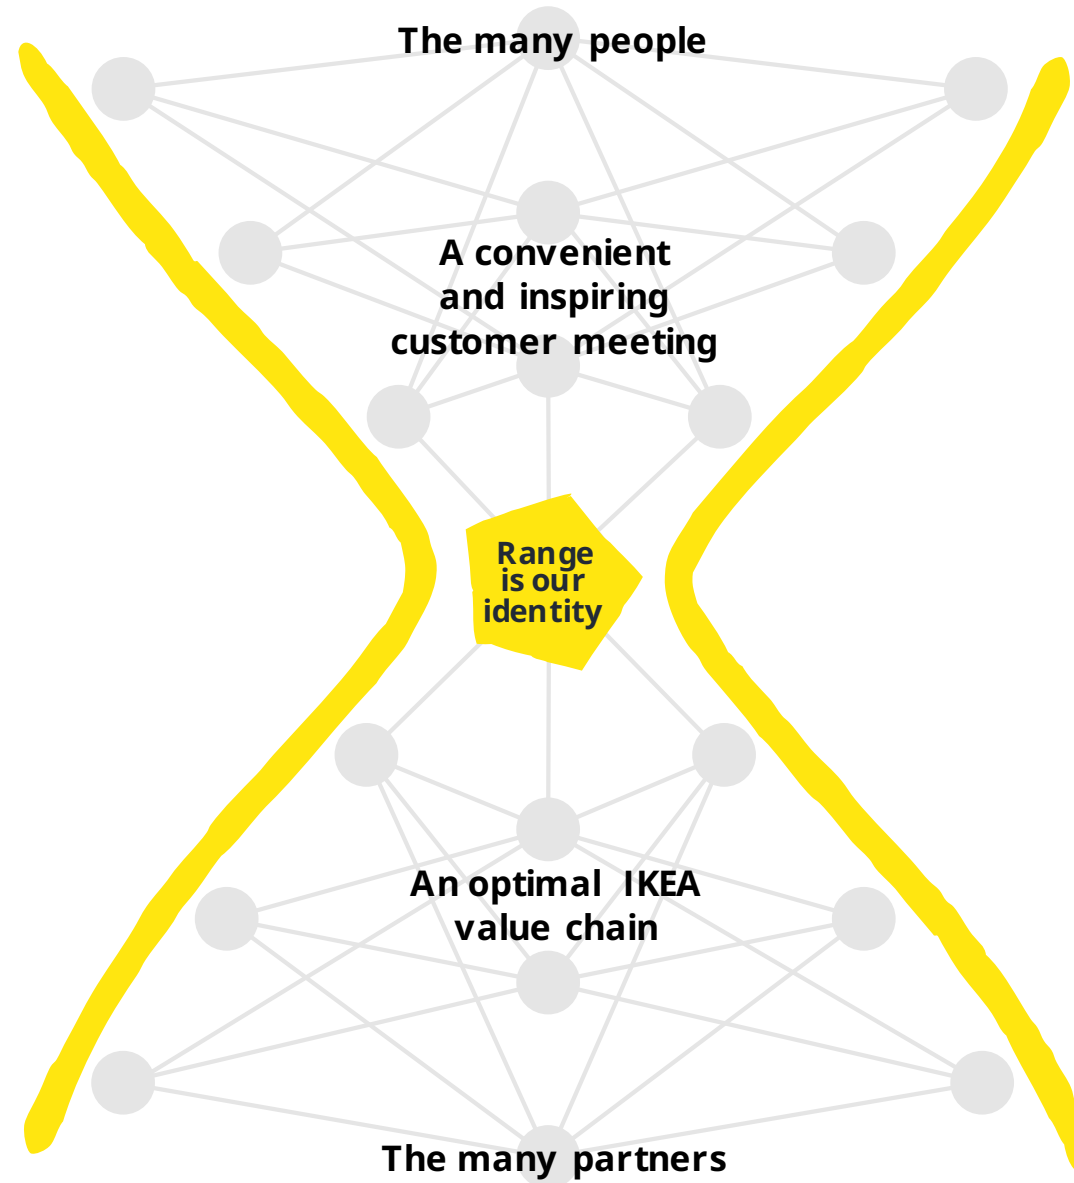 The many people
A convenient
and inspiring
customer meeting
Range
is our
identity
An optimal IKEA
value chain
The many partners